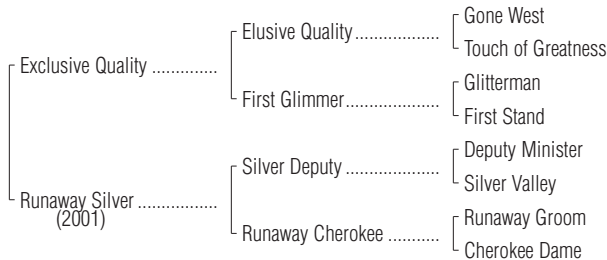 Gone West
Elusive Quality..................
Touch of Greatness
Exclusive Quality ..............
Glitterman
First Glimmer....................
First Stand
Deputy Minister
Silver Deputy ....................
Silver Valley
Runaway Silver .................
(2001)
Runaway Groom
Runaway Cherokee ...........
Cherokee Dame